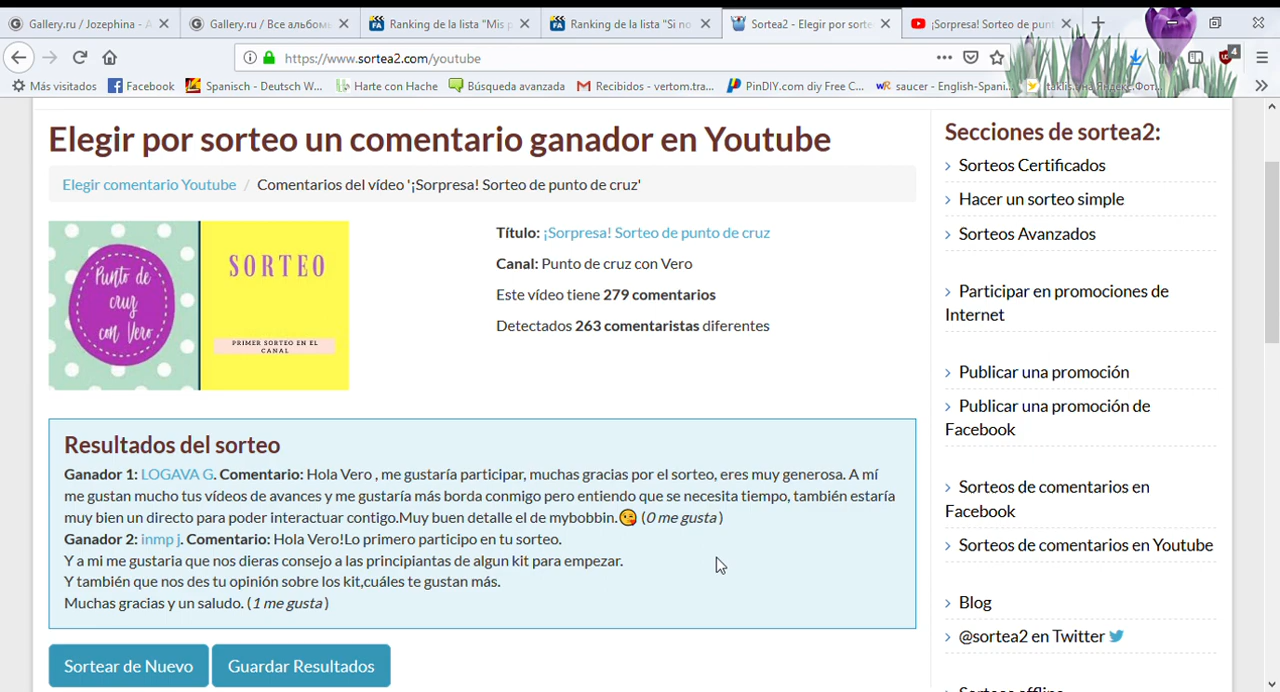 Gallery.ru / Jozephina - A
Gallery.ru / Все альбомы
Ranking de la lista "Mis p
Ranking de la lista "Si no
Sortea2 - Elegir por sorte
¡Sorpresa! Sorteo de punt
https://www.sortea2.com/youtube
4
Más visitados
Facebook
Spanisch - Deutsch W...
Harte con Hache
Búsqueda avanzada
Recibidos - vertom.tra...
PinDIY.com diy Free C...
saucer - English-Spani...
Elegir por sorteo un comentario ganador en Youtube
Elegir comentario Youtube / Comentarios del vídeo '¡Sorpresa! Sorteo de punto de cruz'
Punto de
cruz
con Vero
SORTEO
PRIMER SORTEO EN EL
CANAL
Título: ¡Sorpresa! Sorteo de punto de cruz
Canal: Punto de cruz con Vero
Este vídeo tiene 279 comentarios
Detectados 263 comentaristas diferentes
Resultados del sorteo
Ganador 1: LOGAVA G. Comentario: Hola Vero , me gustaría participar, muchas gracias por el sorteo, eres muy generosa. A mí
me gustan mucho tus vídeos de avances y me gustaría más borda conmigo pero entiendo que se necesita tiempo, también estaría
muy bien un directo para poder interactuar contigo.Muy buen detalle el de mybobbin.😘 (0 me gusta )
Ganador 2: inmp j. Comentario: Hola Vero!Lo primero participo en tu sorteo.
Y a mi me gustaria que nos dieras consejo a las principiantas de algun kit para empezar.
Y también que nos des tu opinión sobre los kit,cuáles te gustan más.
Muchas gracias y un saludo. (1 me gusta )
Sortear de Nuevo
Guardar Resultados
Secciones de sortea2:
Sorteos Certificados
Hacer un sorteo simple
Sorteos Avanzados
Participar en promociones de
Internet
Publicar una promoción
Publicar una promoción de
Facebook
Sorteos de comentarios en
Facebook
Sorteos de comentarios en Youtube
Blog
@sortea2 en Twitter
Sorteos offline